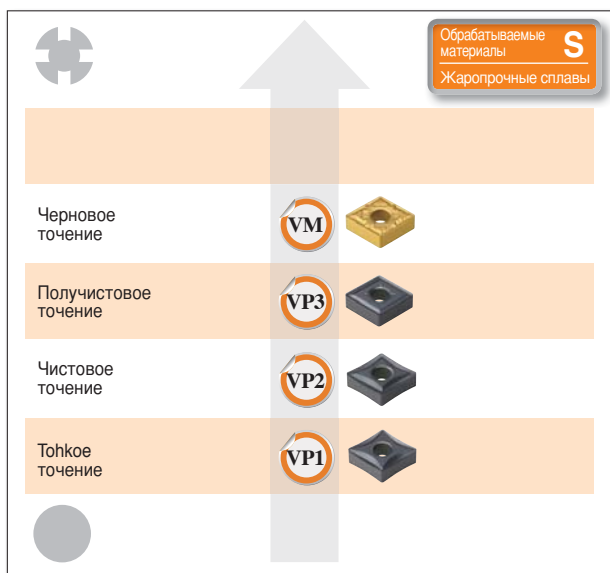 Обрабатываемые
материалы
S
Жаропрочные сплавы
Черновое
точение
VM
Получистовое
точение
VP3
Чистовое
точение
VP2
Tohkoe
точение
VP1